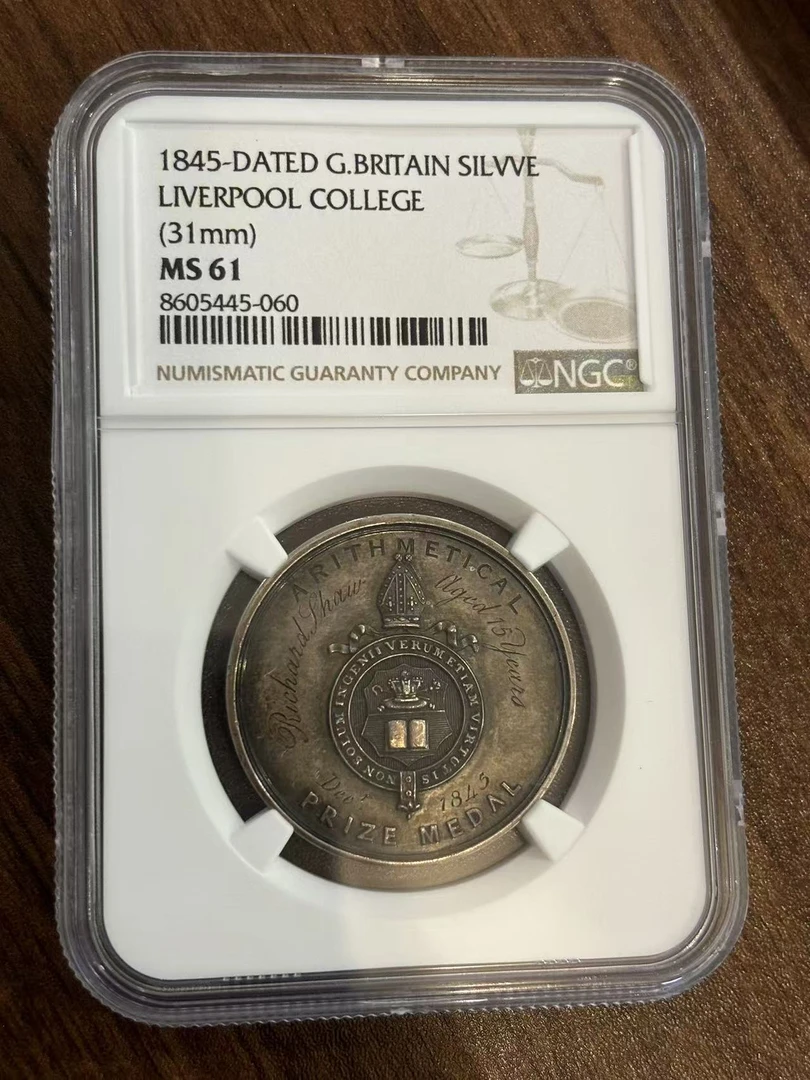 1845-DATED G.BRITAIN SILVVE
LIVERPOOL COLLEGE
(31mm)
MS 61
8605445-060
NUMISMATIC GUARANTY COMPANY
NGC®
ARITHMETICAL
Richard Shaw
Aged 15 Years
NON SOLUM INGENII VERUM ETIAM VIRTUTIS
Decr 1845
PRIZE MEDAL